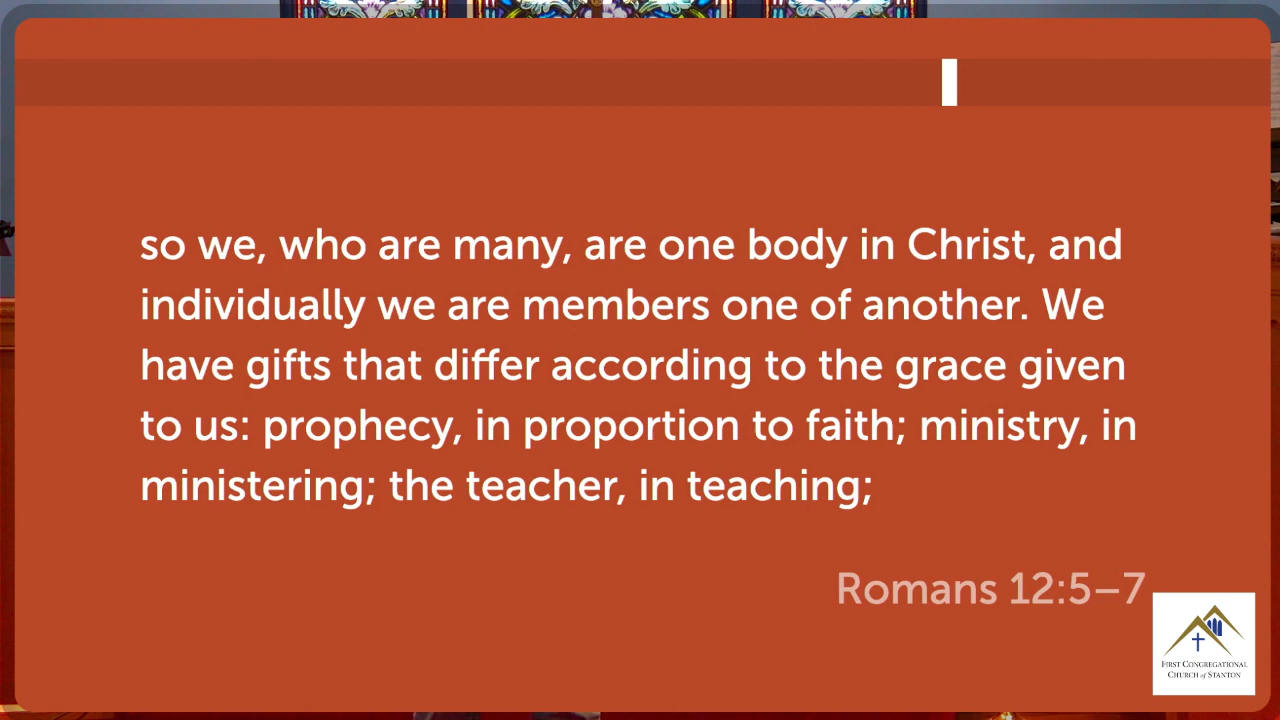 so we, who are many, are one body in Christ, and
individually we are members one of another. We
have gifts that differ according to the grace given
to us: prophecy, in proportion to faith; ministry, in
ministering; the teacher, in teaching;
Romans 12:5–7
First Congregational
Church of Stanton